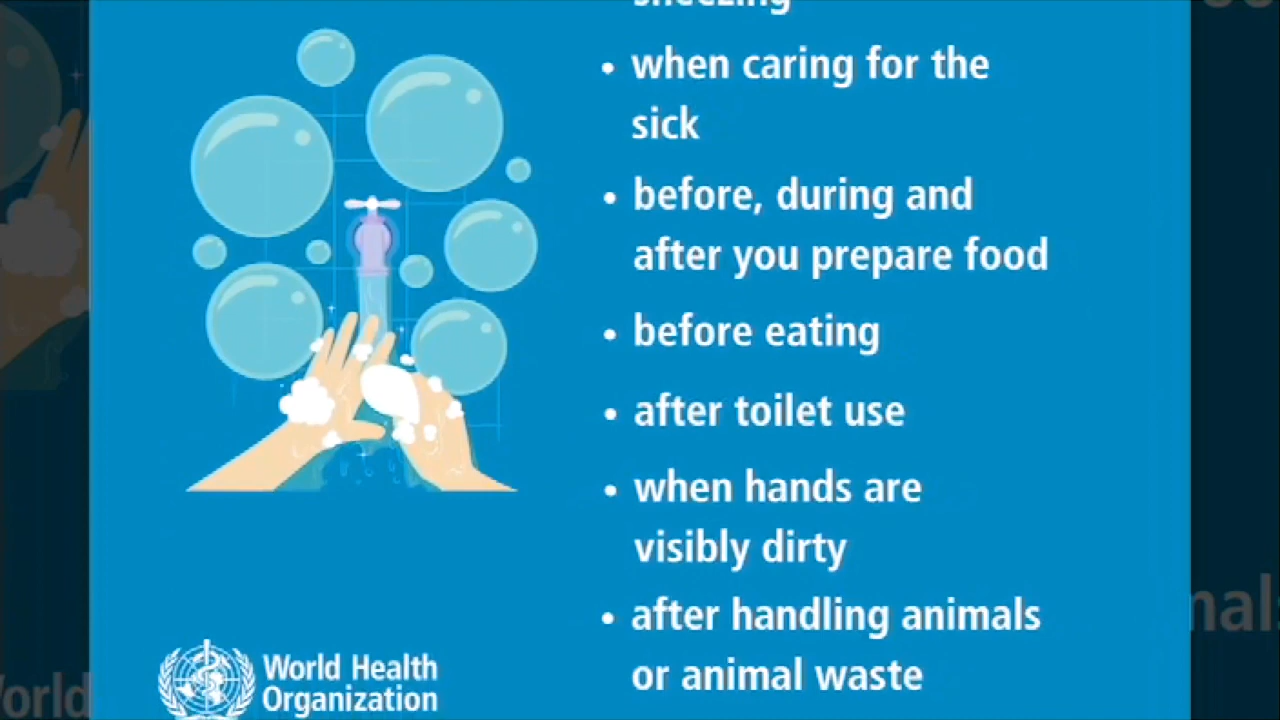 sneezing
• when caring for the
sick
• before, during and
after you prepare food
• before eating
• after toilet use
• when hands are
visibly dirty
• after handling animals
or animal waste
World Health
Organization